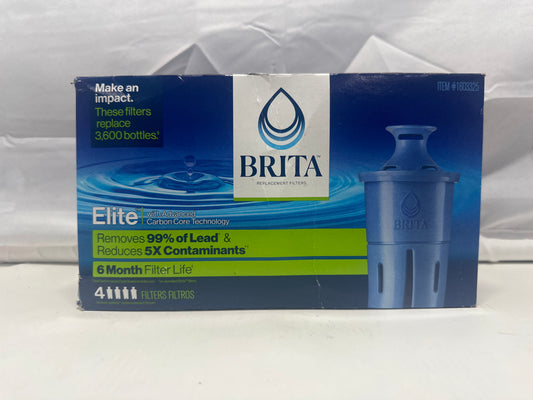 Make an
impact.
These filters
replace
3,600 bottles.
ITEM #1603325
BRITA
REPLACEMENT FILTERS
BRITA
Elite
Carbon Core Technology
Removes 99% of Lead &
Reduces 5X Contaminants
6 Month Filter Life
4 FILTERS FILTROS